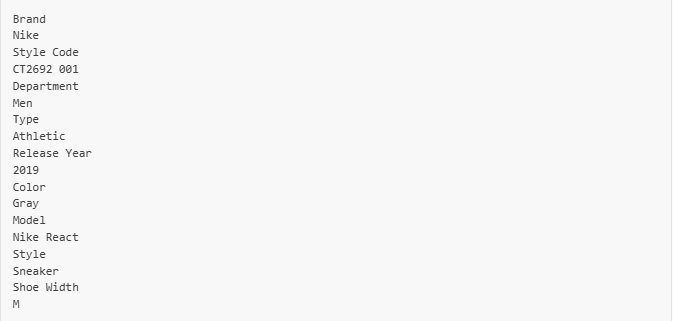 Brand
Nike
Style Code
CT2692 001
Department
Men
Type
Athletic
Release Year
2019
Color
Gray
Model
Nike React
Style
Sneaker
Shoe Width
M